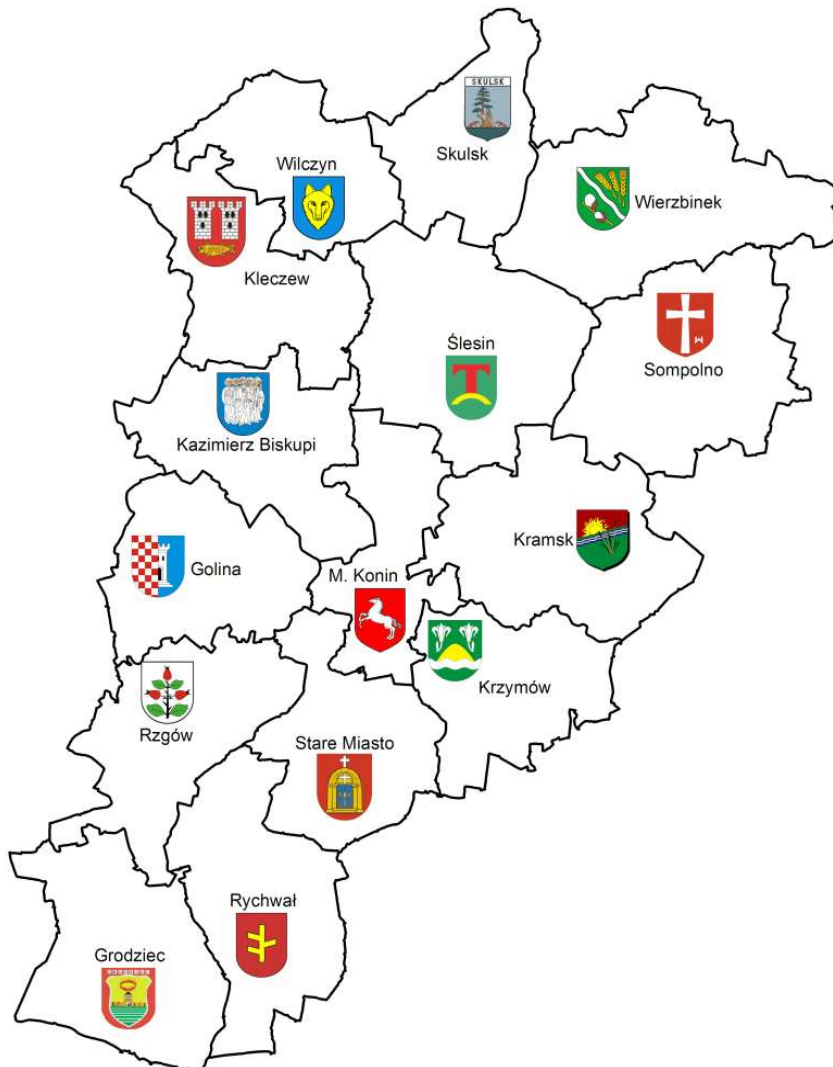 SKULSK
Skulsk
Wilczyn
Wierzbinek
Kleczew
Ślesin
Sompolno
Kazimierz Biskupi
Kramsk
Golina
M. Konin
Krzymów
Rzgów
Stare Miasto
Rychwał
Grodziec